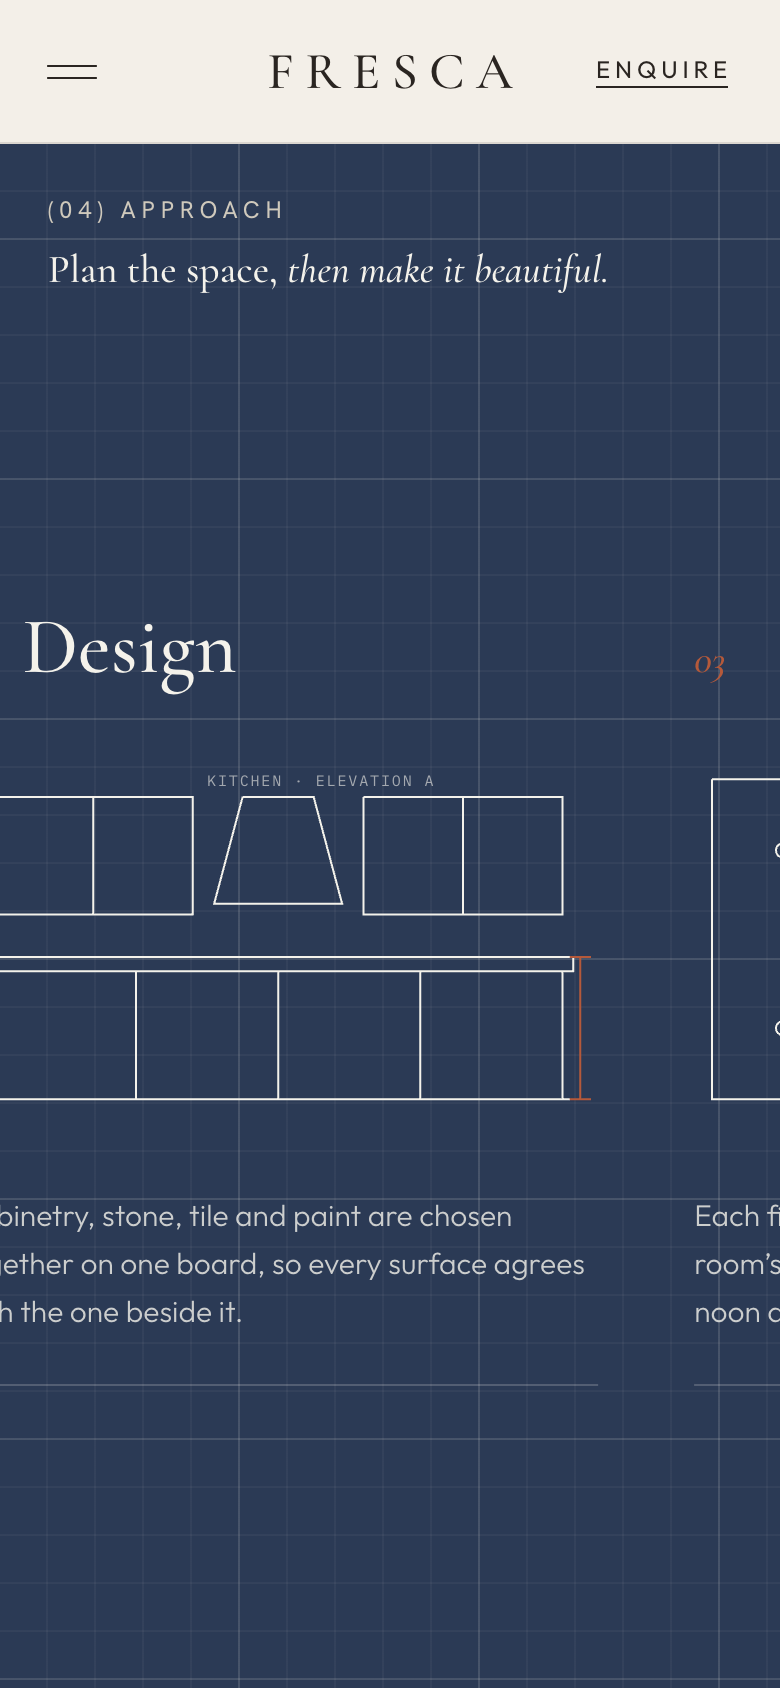 FRESCA
ENQUIRE
(04) APPROACH
Plan the space, then make it beautiful.
Design
03
KITCHEN · ELEVATION A
binetry, stone, tile and paint are chosen
gether on one board, so every surface agrees
h the one beside it.
Each
room’s
noon